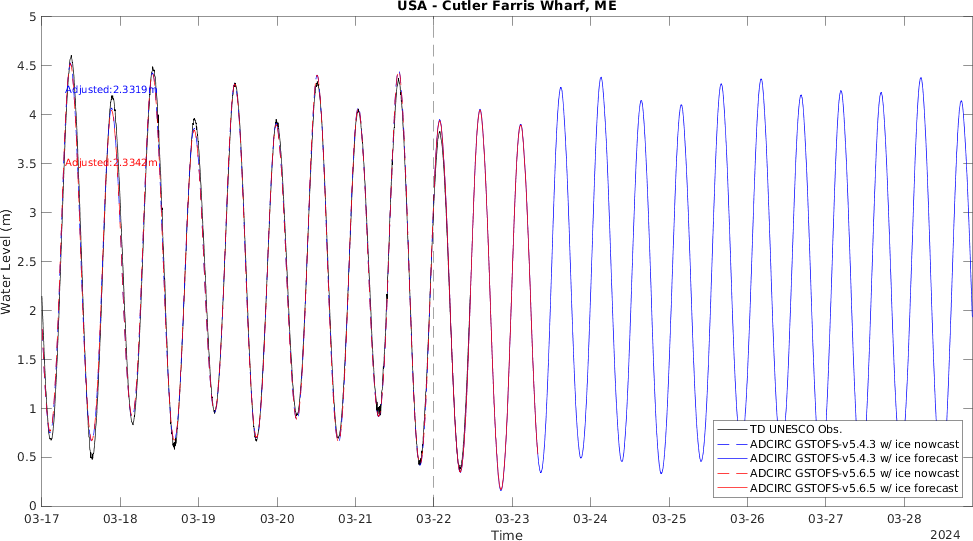 USA - Cutler Farris Wharf, ME
5
4.5
4
3.5
3
2.5
2
1.5
1
0.5
0
Water Level (m)
Adjusted:2.3319m
Adjusted:2.3342m
TD UNESCO Obs.
ADCIRC GSTOFS-v5.4.3 w/ ice nowcast
ADCIRC GSTOFS-v5.4.3 w/ ice forecast
ADCIRC GSTOFS-v5.6.5 w/ ice nowcast
ADCIRC GSTOFS-v5.6.5 w/ ice forecast
03-17 03-18 03-19 03-20 03-21 03-22 03-23 03-24 03-25 03-26 03-27 03-28
Time
2024